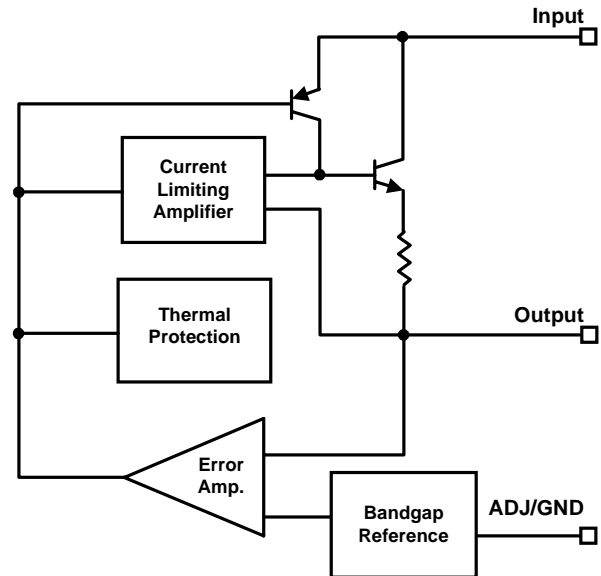 Input
Current
Limiting
Amplifier
Thermal
Protection
Output
Error
Amp.
Bandgap
Reference
ADJ/GND